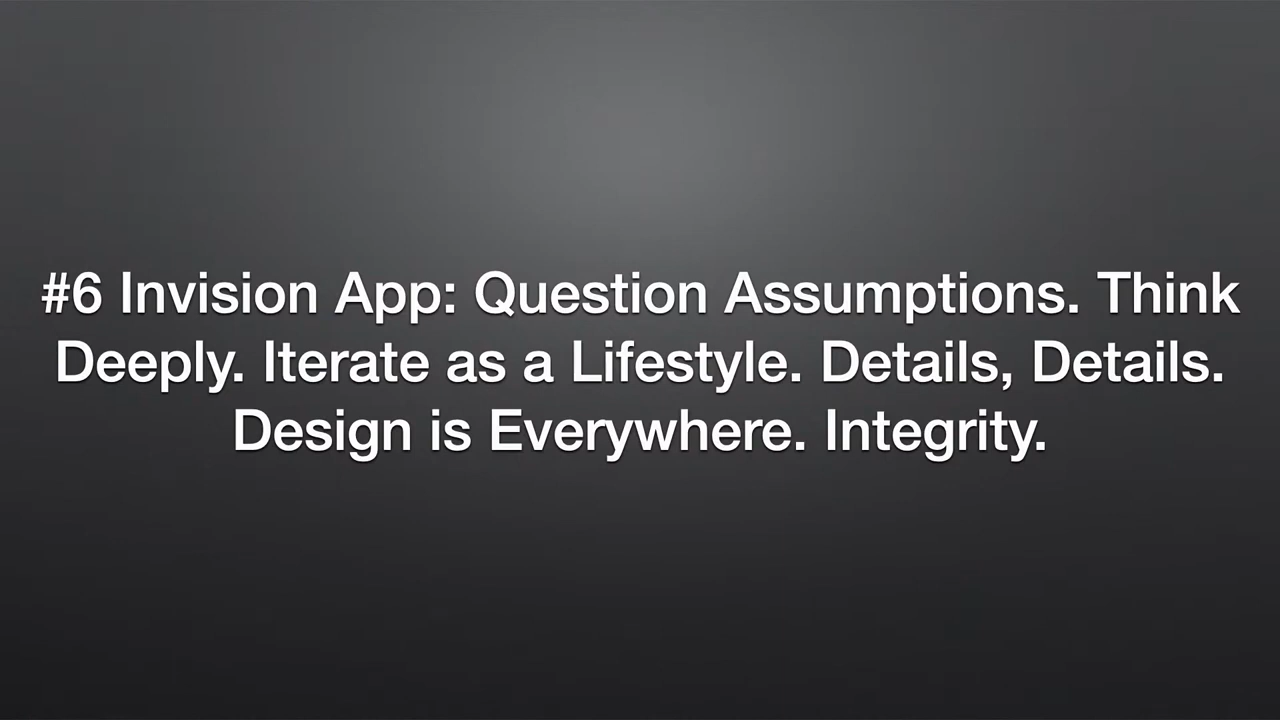 #6 Invision App: Question Assumptions. Think
Deeply. Iterate as a Lifestyle. Details, Details.
Design is Everywhere. Integrity.